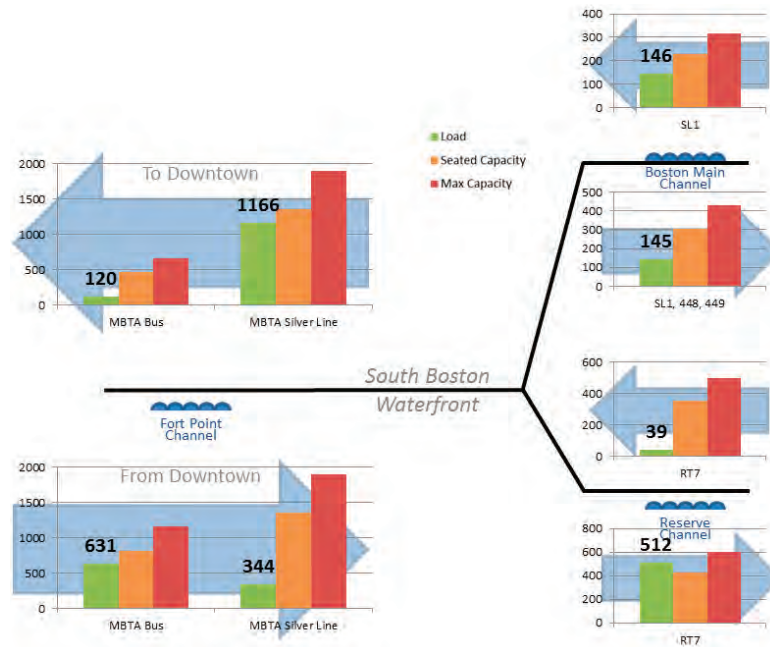 400
300
200
100
0
146
SL1
Load
Seated Capacity
Max Capacity
2000
1500
1000
500
0
To Downtown
120
1166
MBTA Bus
MBTA Silver Line
Boston Main
Channel
500
400
300
200
100
0
145
SL1, 448, 449
South Boston
Waterfront
Fort Point
Channel
600
400
200
0
39
RT7
2000
1500
1000
500
0
From Downtown
631
344
MBTA Bus
MBTA Silver Line
Reserve
Channel
800
600
400
200
0
512
RT7